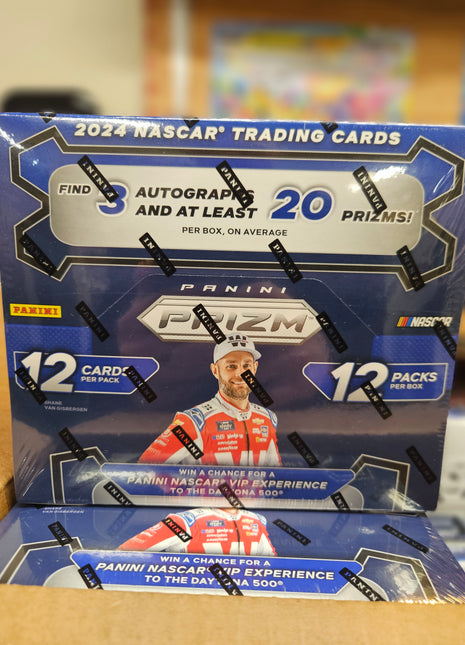 2024 NASCAR® TRADING CARDS
FIND 3 AUTOGRAPHS
AND AT LEAST 20 PRIZMS!
PER BOX, ON AVERAGE
PANINI
PRIZM
PANINI
NASCAR
12 CARDS
PER PACK
12 PACKS
PER BOX
SHANE
VAN GISBERGEN
WIN A CHANCE FOR A
PANINI NASCAR® VIP EXPERIENCE
TO THE DAYTONA 500®
WIN A CHANCE FOR A
PANINI NASCAR® VIP EXPERIENCE
TO THE DAYTONA 500®